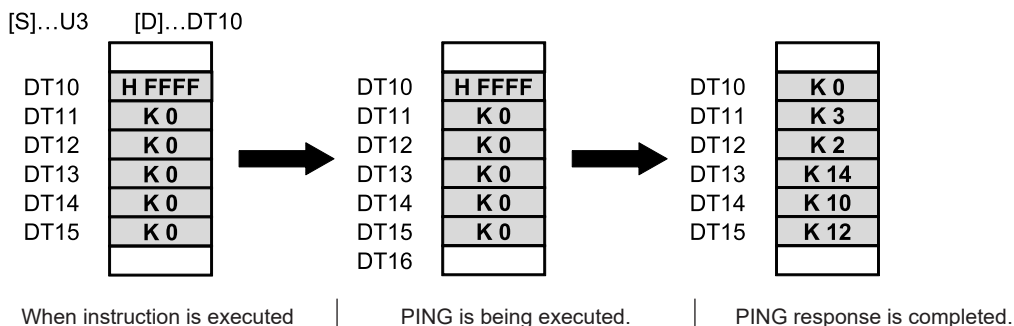 [S]…U3 [D]…DT10
DT10 H FFFF DT10 H FFFF DT10 K 0
DT11 K 0 DT11 K 0 DT11 K 3
DT12 K 0 DT12 K 0 DT12 K 2
DT13 K 0 DT13 K 0 DT13 K 14
DT14 K 0 DT14 K 0 DT14 K 10
DT15 K 0 DT15 K 0 DT15 K 12
DT16
When instruction is executed PING is being executed. PING response is completed.